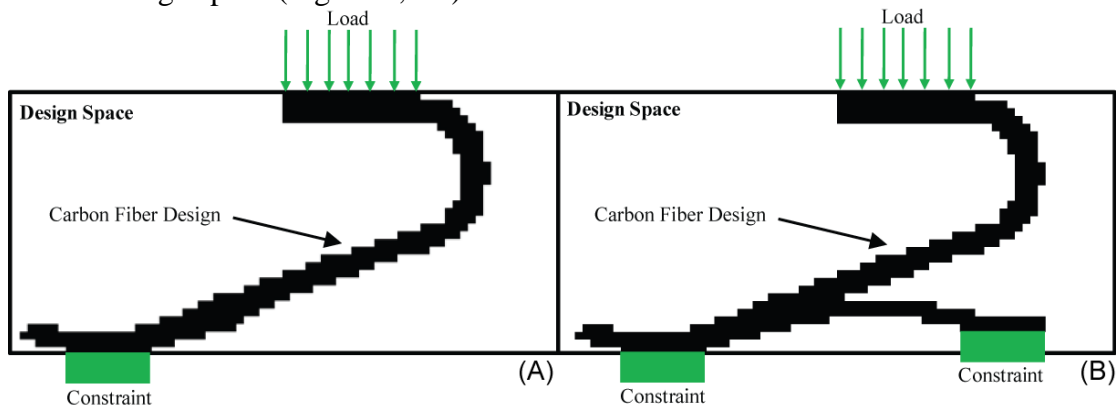 Load
Design Space
Carbon Fiber Design
Constraint
(A)
Load
Design Space
Carbon Fiber Design
Constraint
Constraint
(B)